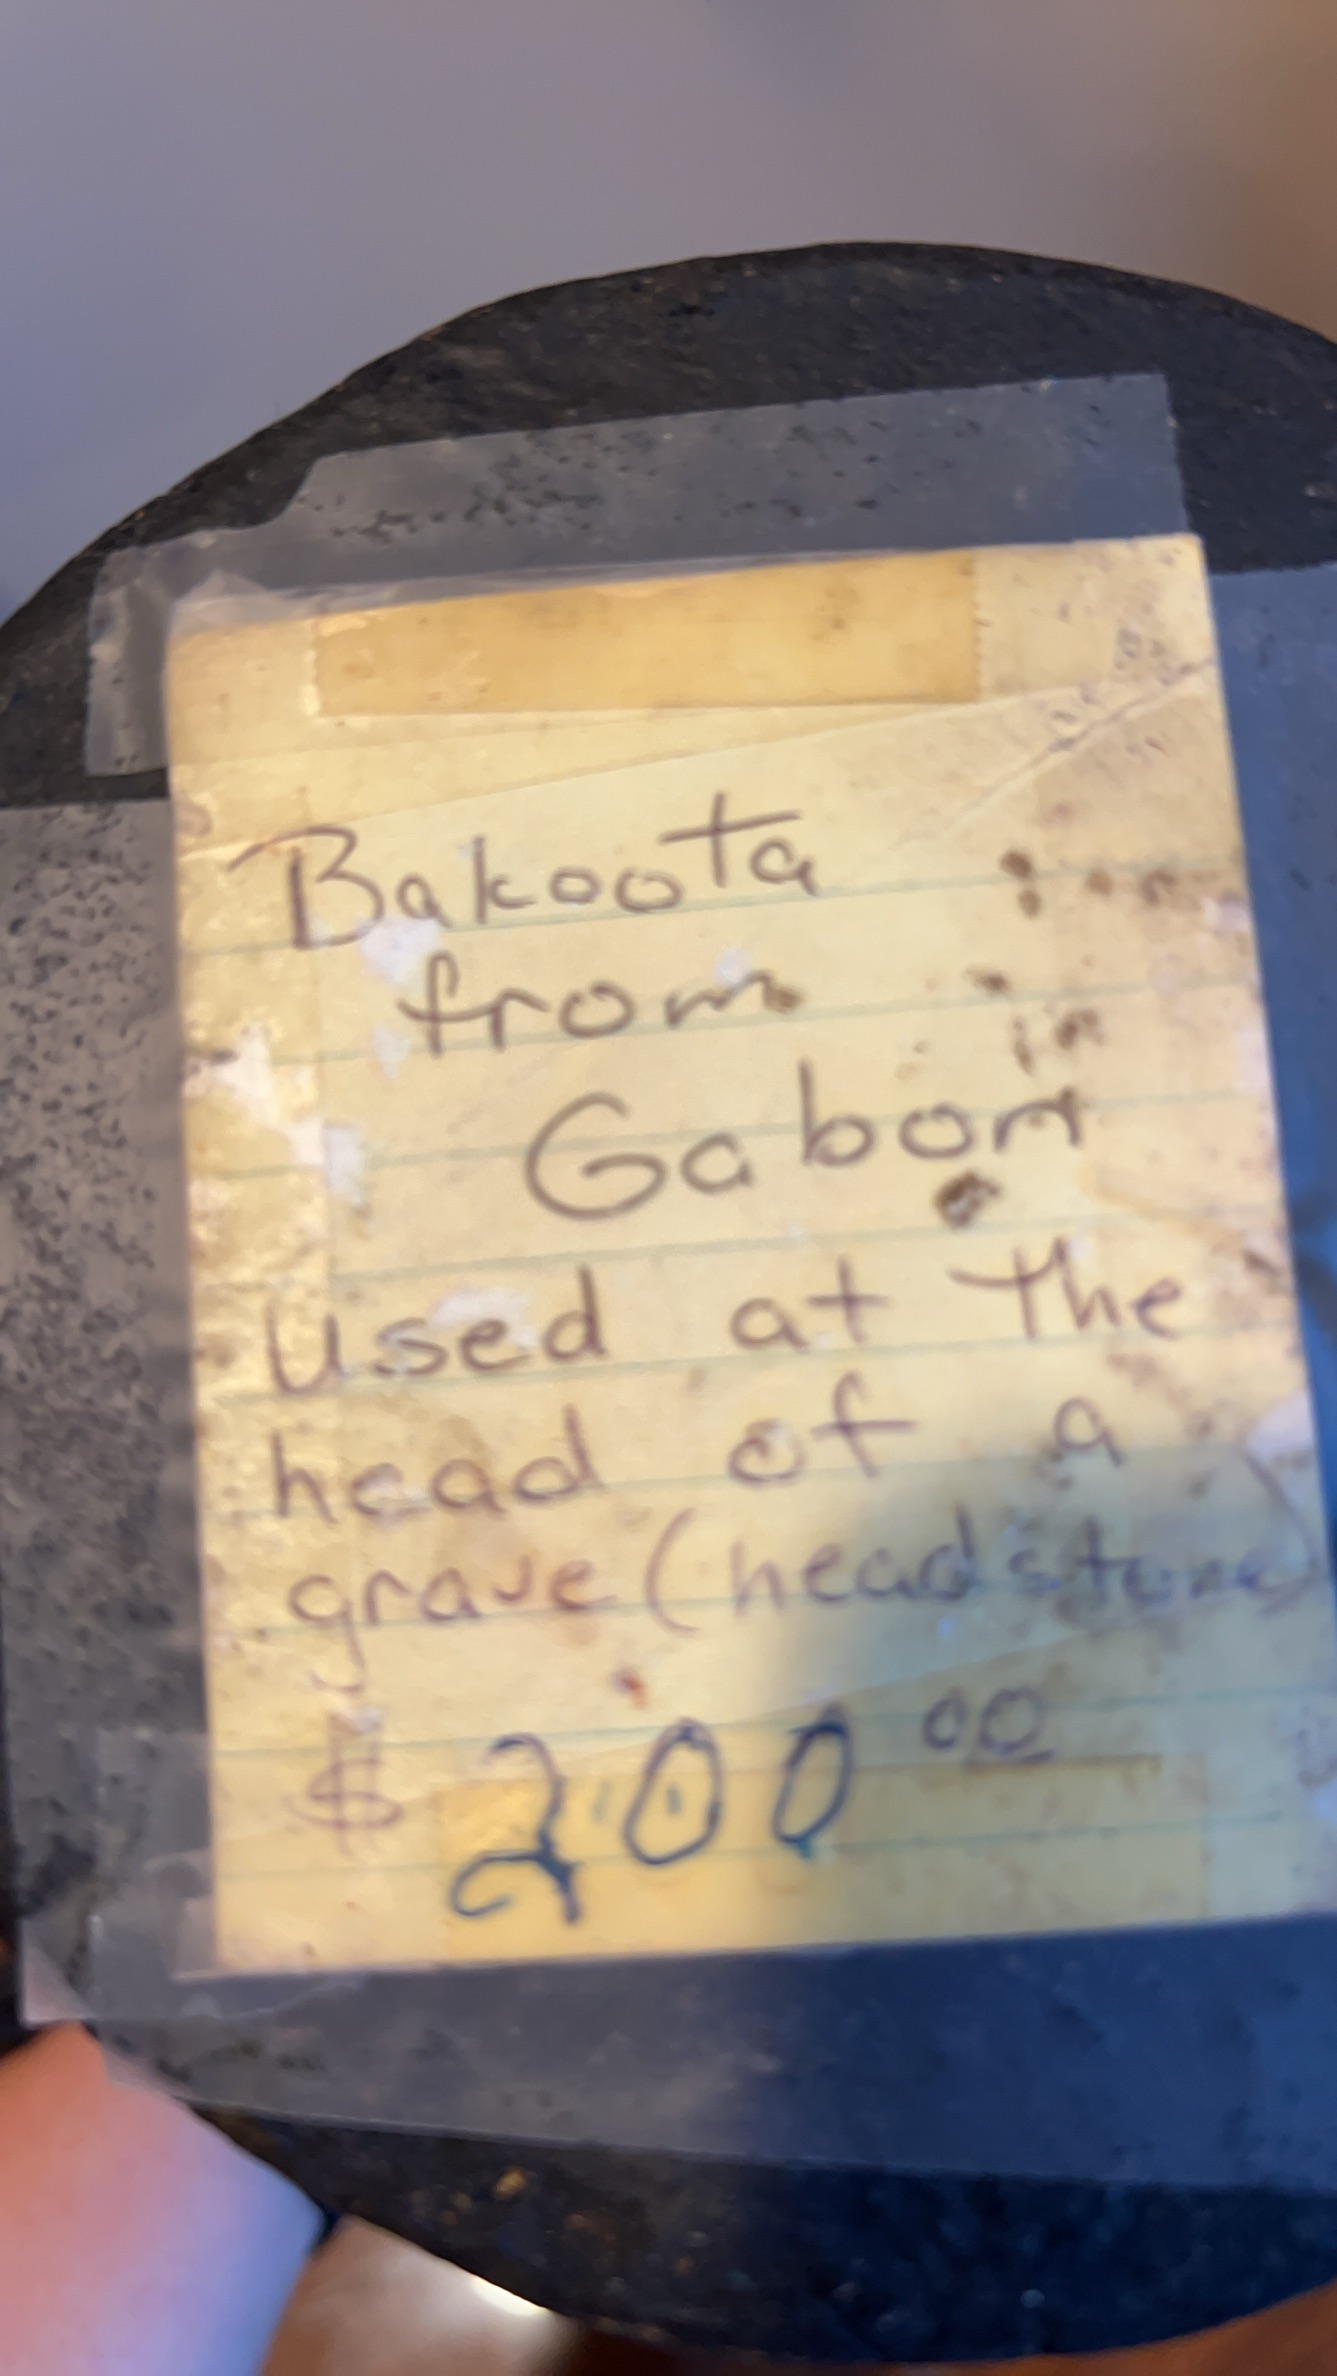 Bakoota
from
in
Gabon
used at the
head of a
grave (headstone)
$ 200 00